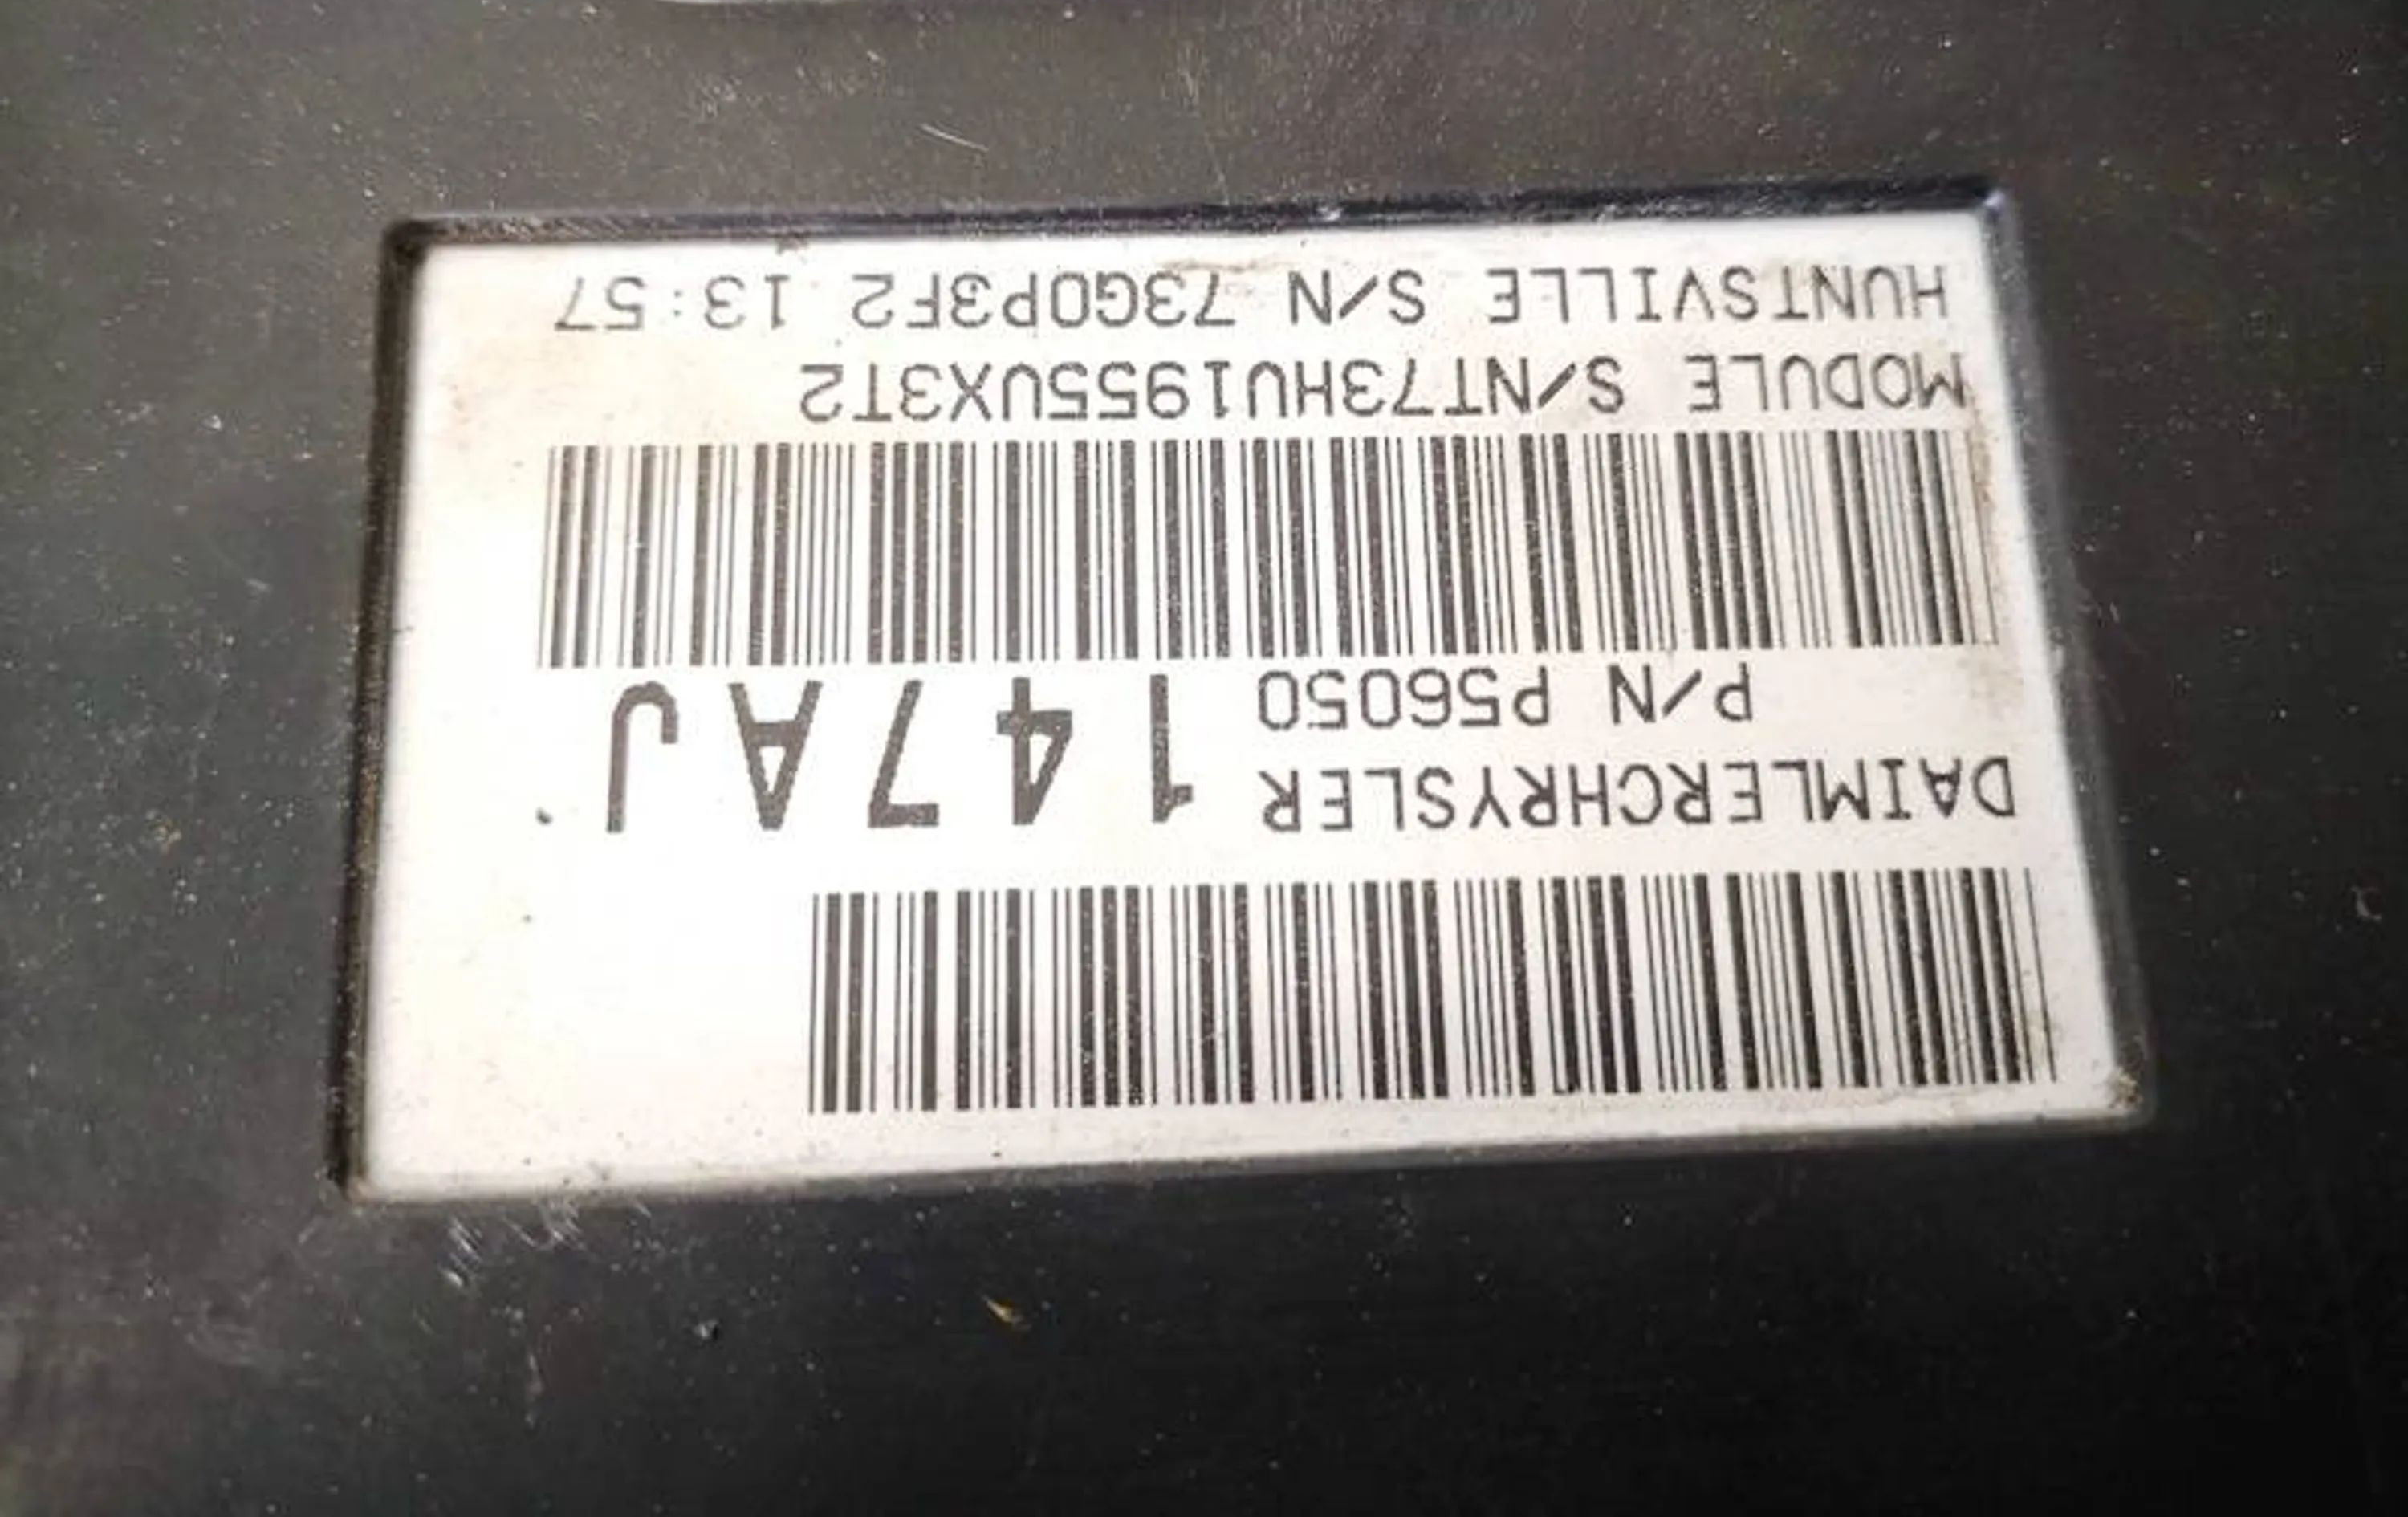 DAIMLERCHRYSLER
P/N P56050 147AJ
MODULE S/NT73HU1955UX3T2
HUNTSVILLE S/N 73G0P3F2 13:57